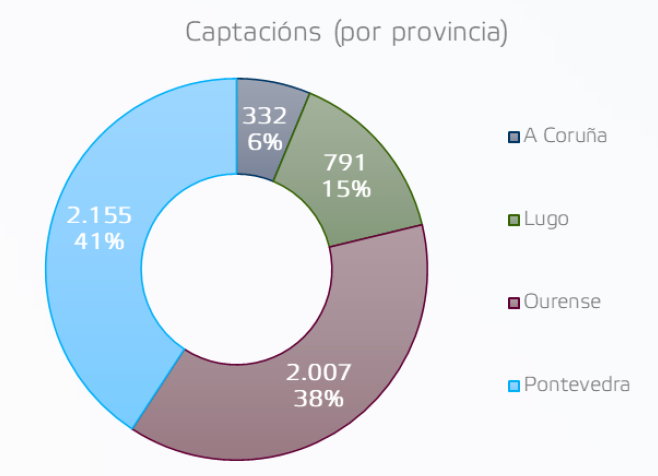 Captacións (por provincia)
332
6%
791
15%
2.155
41%
2.007
38%
A Coruña
Lugo
Ourense
Pontevedra